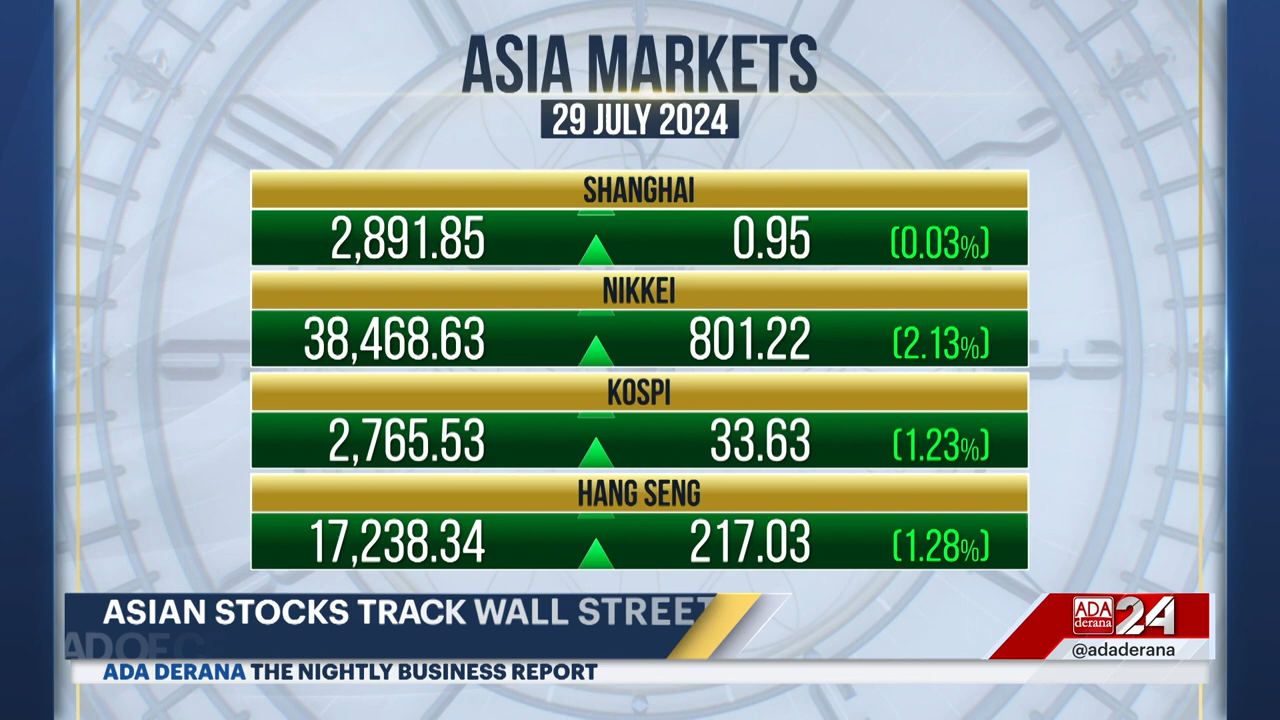 ASIA MARKETS
29 JULY 2024
SHANGHAI
2,891.85 ▲ 0.95 (0.03%)
NIKKEI
38,468.63 ▲ 801.22 (2.13%)
KOSPI
2,765.53 ▲ 33.63 (1.23%)
HANG SENG
17,238.34 ▲ 217.03 (1.28%)
ASIAN STOCKS TRACK WALL STREET
ADA derana 24
@adaderana
ADA DERANA THE NIGHTLY BUSINESS REPORT